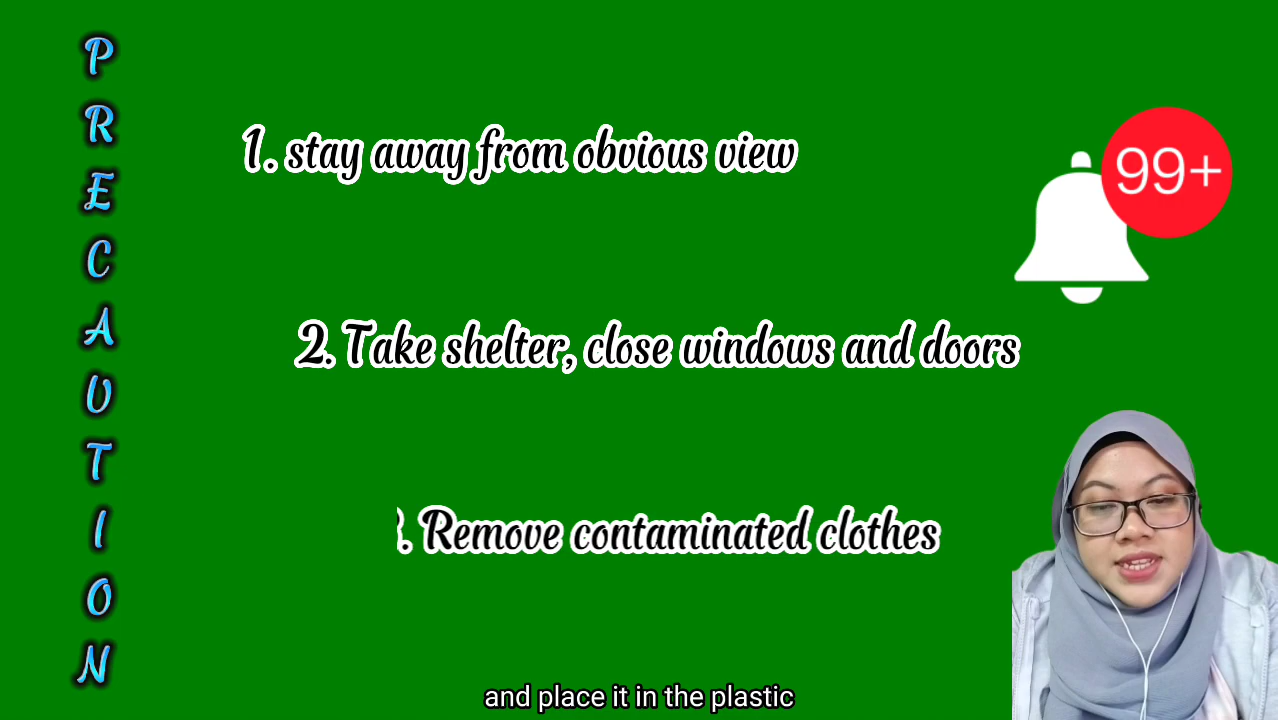 PRECAUTION
1. stay away from obvious view
99+
2. Take shelter, close windows and doors
. Remove contaminated clothes
and place it in the plastic